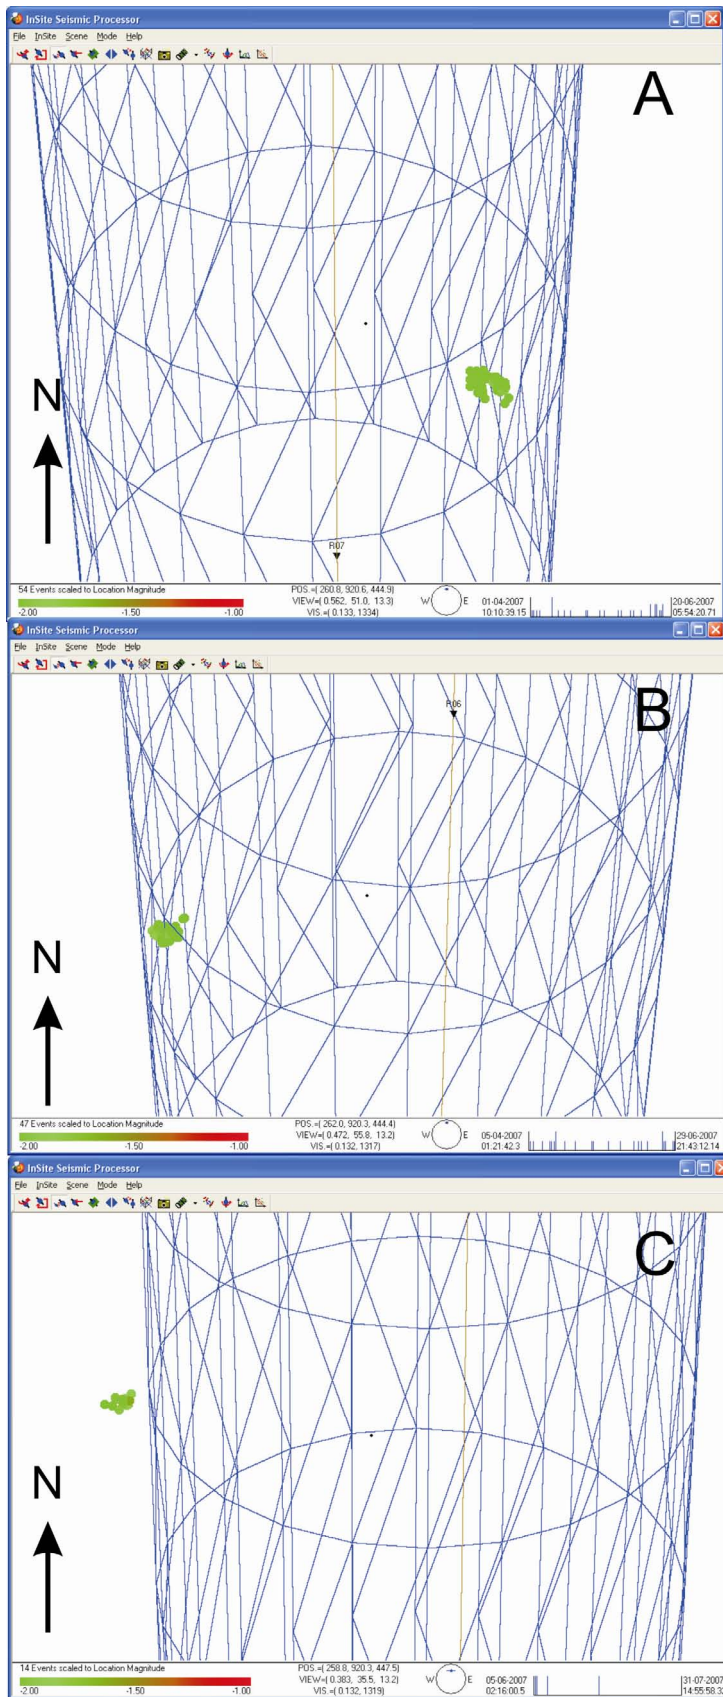 InSite Seismic Processor
File InSite Scene Mode Help
A
N
R07
54 Events scaled to Location Magnitude
-2.00 -1.50 -1.00
POS.=( 260.8, 920.6, 444.9)
VIEW=( 0.562, 51.0, 13.3)
VIS.=( 0.133, 1334)
W E
01-04-2007
10:10:39.15
20-06-2007
05:54:20.71
InSite Seismic Processor
File InSite Scene Mode Help
B
R06
N
47 Events scaled to Location Magnitude
-2.00 -1.50 -1.00
POS.=( 262.0, 920.3, 444.4)
VIEW=( 0.472, 55.8, 13.2)
VIS.=( 0.132, 1317)
W E
05-04-2007
01:21:42.3
29-06-2007
21:43:12.14
InSite Seismic Processor
File InSite Scene Mode Help
C
N
14 Events scaled to Location Magnitude
-2.00 -1.50 -1.00
POS.=( 258.8, 920.3, 447.5)
VIEW=( 0.383, 35.5, 13.2)
VIS.=( 0.132, 1319)
W E
05-06-2007
02:16:00.5
31-07-2007